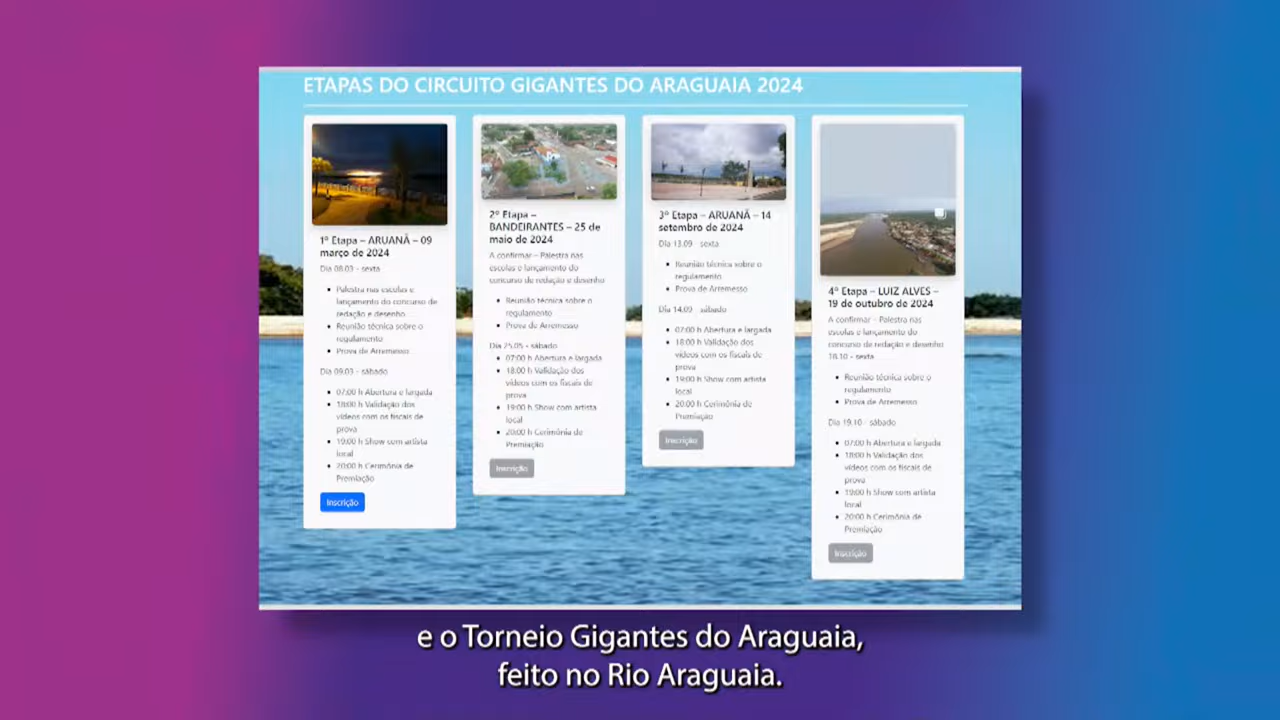 ETAPAS DO CIRCUITO GIGANTES DO ARAGUAIA 2024
1º Etapa – ARUANÃ – 09
março de 2024
Dia 08.03 - sexta
Palestra nas escolas e
lançamento do concurso de
redação e desenho
Reunião técnica sobre o
regulamento
Prova de Arremesso
Dia 09.03 - sábado
07:00 h Abertura e largada
18:00 h Validação dos
vídeos com os fiscais de
prova
19:00 h Show com artista
local
20:00 h Cerimônia de
Premiação
Inscrição
2º Etapa –
BANDEIRANTES – 25 de
maio de 2024
A confirmar – Palestra nas
escolas e lançamento do
concurso de redação e desenho
Reunião técnica sobre o
regulamento
Prova de Arremesso
Dia 25.05 - sábado
07:00 h Abertura e largada
18:00 h Validação dos
vídeos com os fiscais de
prova
19:00 h Show com artista
local
20:00 h Cerimônia de
Premiação
Inscrição
3º Etapa – ARUANÃ – 14
setembro de 2024
Dia 13.09 - sexta
Reunião técnica sobre o
regulamento
Prova de Arremesso
Dia 14.09 - sábado
07:00 h Abertura e largada
18:00 h Validação dos
vídeos com os fiscais de
prova
19:00 h Show com artista
local
20:00 h Cerimônia de
Premiação
Inscrição
4º Etapa – LUIZ ALVES –
19 de outubro de 2024
A confirmar – Palestra nas
escolas e lançamento do
concurso de redação e desenho
18.10 - sexta
Reunião técnica sobre o
regulamento
Prova de Arremesso
Dia 19.10 - sábado
07:00 h Abertura e largada
18:00 h Validação dos
vídeos com os fiscais de
prova
19:00 h Show com artista
local
20:00 h Cerimônia de
Premiação
Inscrição
e o Torneio Gigantes do Araguaia,
feito no Rio Araguaia.